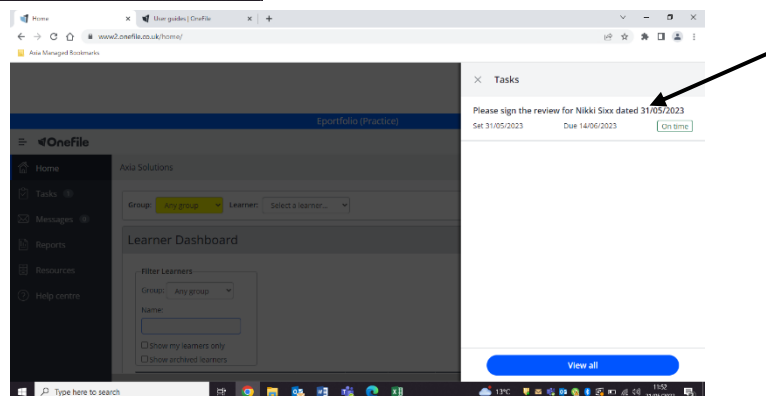 Home
User guides | OneFile
www2.onefile.co.uk/home/
Axia Managed Bookmarks
Tasks
Please sign the review for Nikki Sixx dated 31/05/2023
Set 31/05/2023 Due 14/06/2023 On time
Eportfolio (Practice)
OneFile
Home
Axia Solutions
Tasks
Group: Any group Learner: Select a learner...
Messages
Reports
Learner Dashboard
Resources
Filter Learners
Group: Any group
Help centre
Name:
Show my learners only
Show archived learners
View all
Type here to search
13°C
11:52